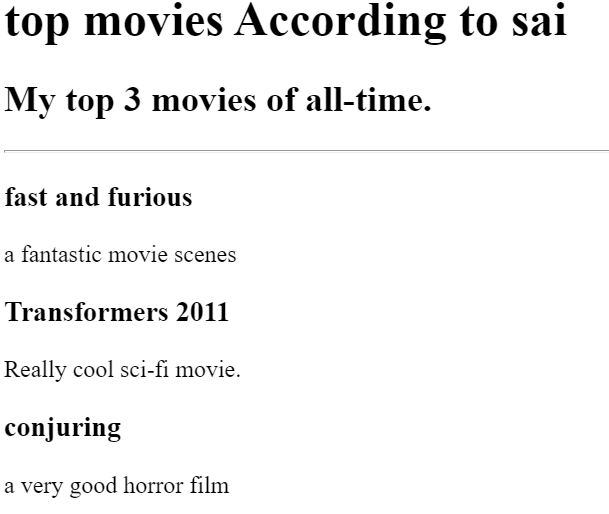 top movies According to sai
My top 3 movies of all-time.
fast and furious
a fantastic movie scenes
Transformers 2011
Really cool sci-fi movie.
conjuring
a very good horror film